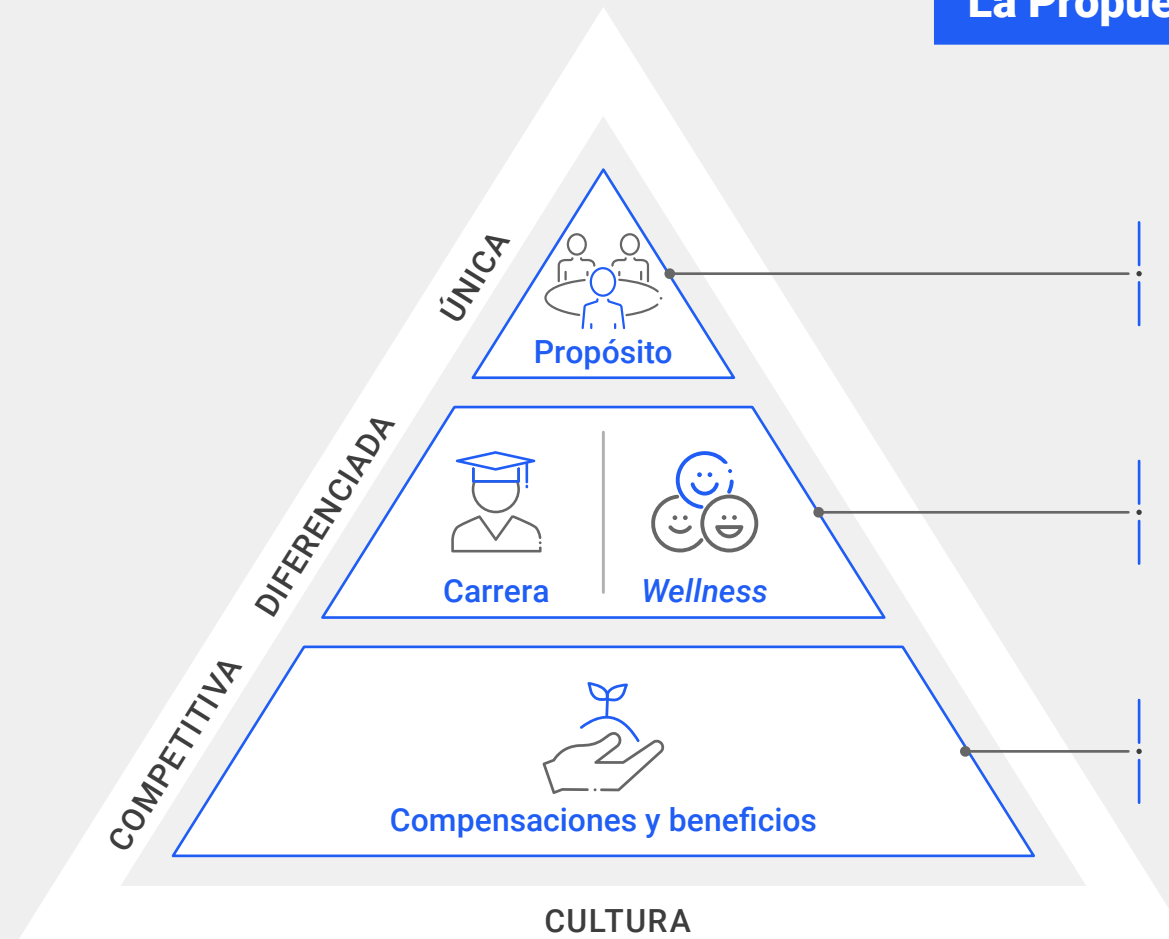 La Propue
ÚNICA
Propósito
DIFERENCIADA
Carrera
Wellness
COMPETITIVA
Compensaciones y beneficios
CULTURA